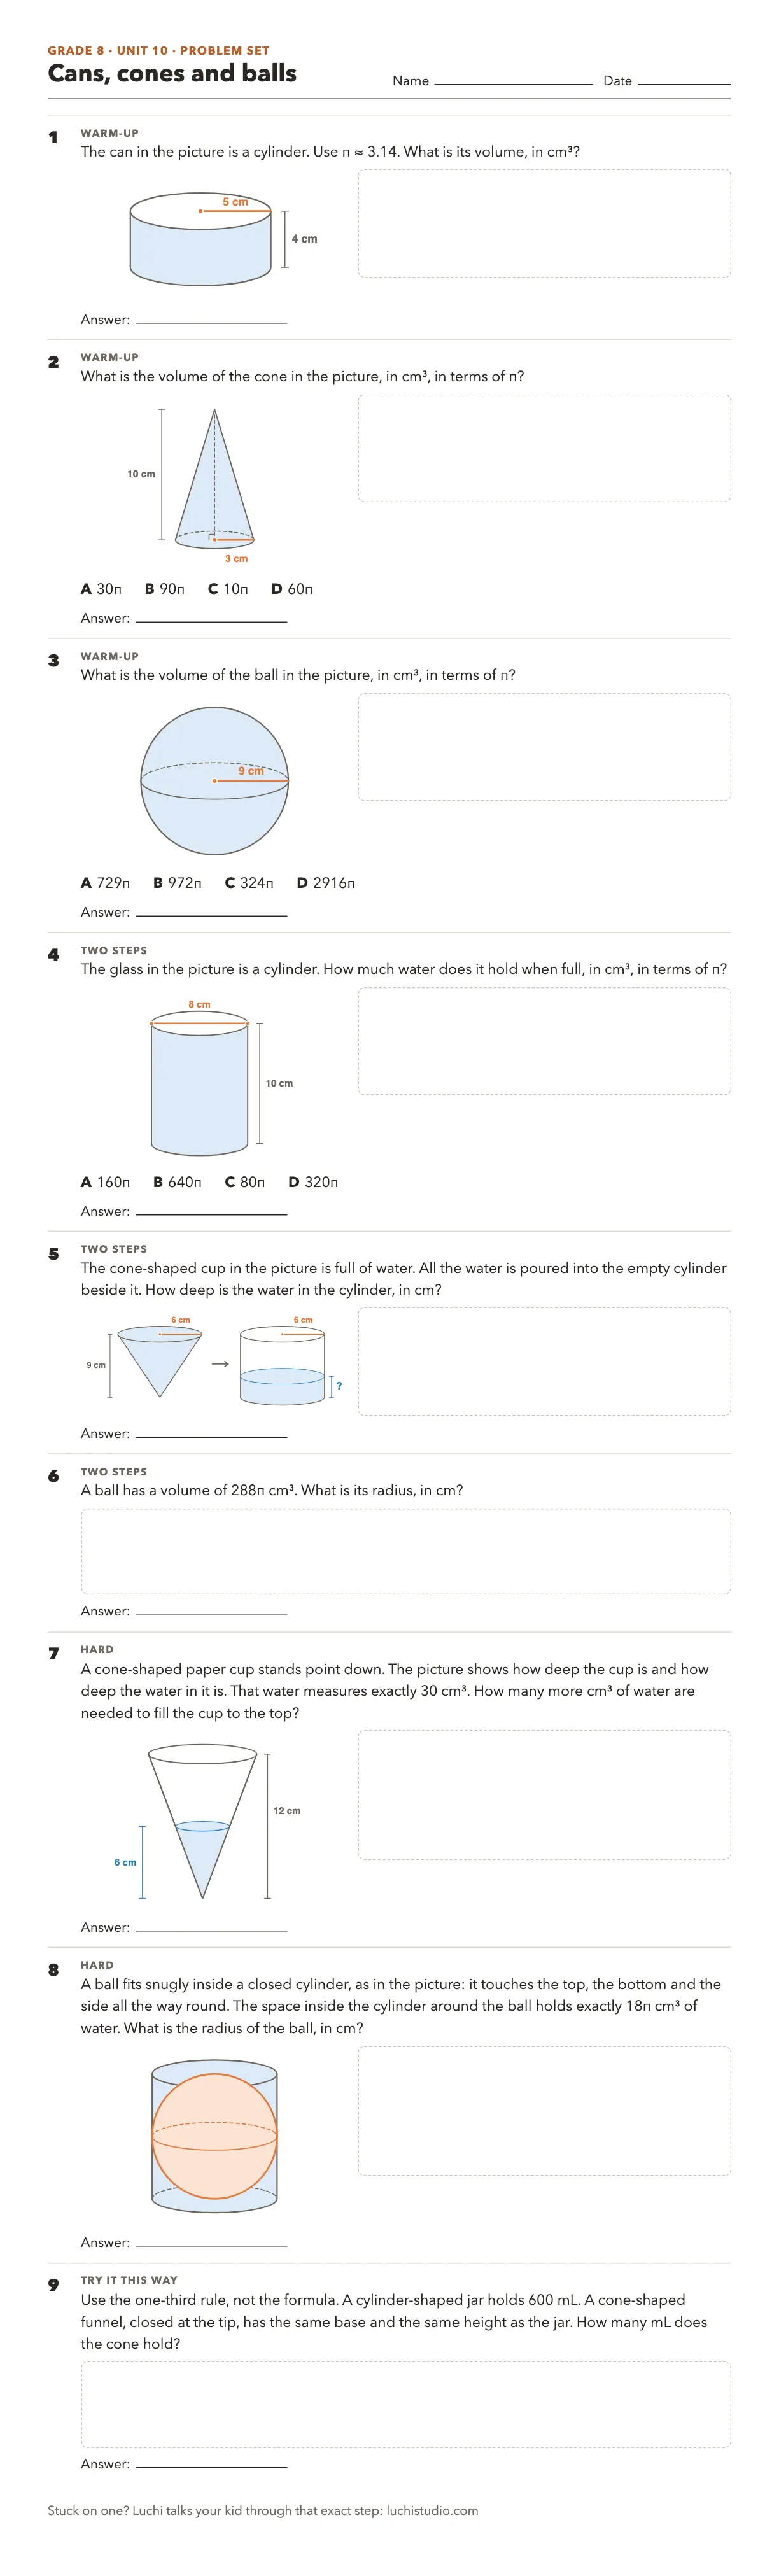 GRADE 8 · UNIT 10 · PROBLEM SET
Cans, cones and balls
Name
Date
1
WARM-UP
The can in the picture is a cylinder. Use π ≈ 3.14. What is its volume, in cm³?
5 cm
4 cm
Answer:
2
WARM-UP
What is the volume of the cone in the picture, in cm³, in terms of π?
10 cm
3 cm
A 30π B 90π C 10π D 60π
Answer:
3
WARM-UP
What is the volume of the ball in the picture, in cm³, in terms of π?
9 cm
A 729π B 972π C 324π D 2916π
Answer:
4
TWO STEPS
The glass in the picture is a cylinder. How much water does it hold when full, in cm³, in terms of π?
8 cm
10 cm
A 160π B 640π C 80π D 320π
Answer:
5
TWO STEPS
The cone-shaped cup in the picture is full of water. All the water is poured into the empty cylinder
beside it. How deep is the water in the cylinder, in cm?
6 cm
6 cm
9 cm
?
Answer:
6
TWO STEPS
A ball has a volume of 288π cm³. What is its radius, in cm?
Answer:
7
HARD
A cone-shaped paper cup stands point down. The picture shows how deep the cup is and how
deep the water in it is. That water measures exactly 30 cm³. How many more cm³ of water are
needed to fill the cup to the top?
12 cm
6 cm
Answer:
8
HARD
A ball fits snugly inside a closed cylinder, as in the picture: it touches the top, the bottom and the
side all the way round. The space inside the cylinder around the ball holds exactly 18π cm³ of
water. What is the radius of the ball, in cm?
Answer:
9
TRY IT THIS WAY
Use the one-third rule, not the formula. A cylinder-shaped jar holds 600 mL. A cone-shaped
funnel, closed at the tip, has the same base and the same height as the jar. How many mL does
the cone hold?
Answer:
Stuck on one? Luchi talks your kid through that exact step: luchistudio.com